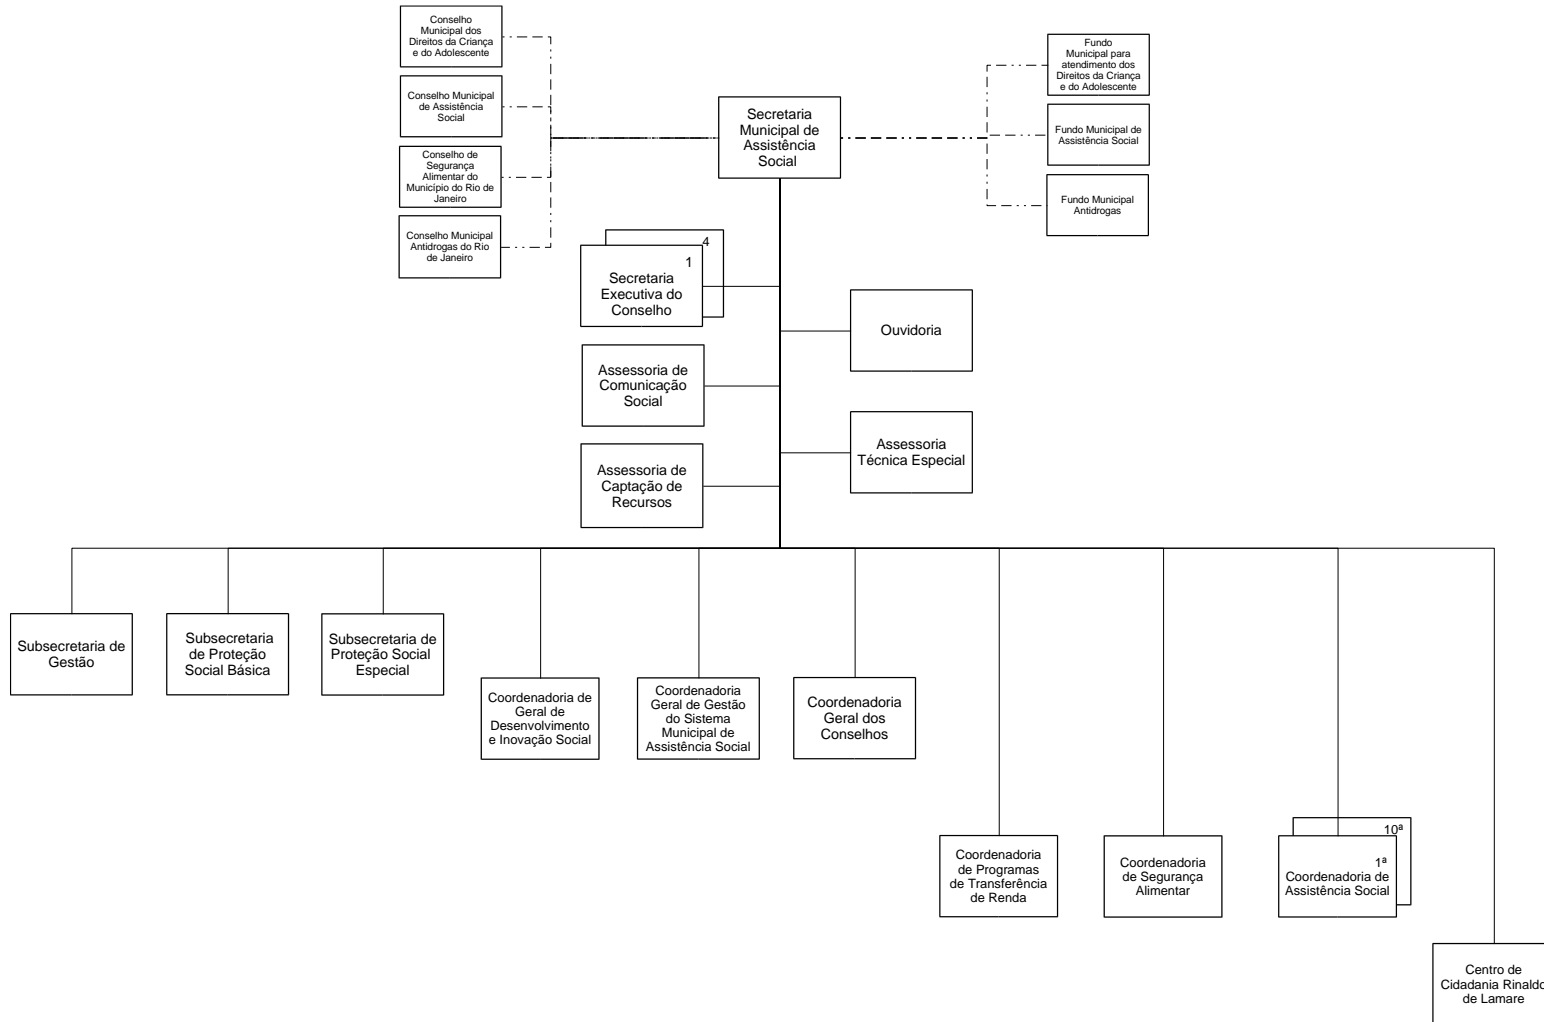 Conselho
Municipal dos
Direitos da Criança
e do Adolescente
Conselho Municipal
de Assistência
Social
Conselho de
Segurança
Alimentar do
Município do Rio de
Janeiro
Conselho Municipal
Antidrogas do Rio
de Janeiro
Secretaria
Municipal de
Assistência
Social
Fundo
Municipal para
atendimento dos
Direitos da Criança
e do Adolescente
Fundo Municipal de
Assistência Social
Fundo Municipal
Antidrogas
4
1
Secretaria
Executiva do
Conselho
Ouvidoria
Assessoria de
Comunicação
Social
Assessoria
Técnica Especial
Assessoria de
Captação de
Recursos
Subsecretaria de
Gestão
Subsecretaria
de Proteção
Social Básica
Subsecretaria de
Proteção Social
Especial
Coordenadoria de
Geral de
Desenvolvimento
e Inovação Social
Coordenadoria
Geral de Gestão
do Sistema
Municipal de
Assistência Social
Coordenadoria
Geral dos
Conselhos
Coordenadoria
de Programas
de Transferência
de Renda
Coordenadoria
de Segurança
Alimentar
10ª
1ª
Coordenadoria de
Assistência Social
Centro de
Cidadania Rinaldo
de Lamare